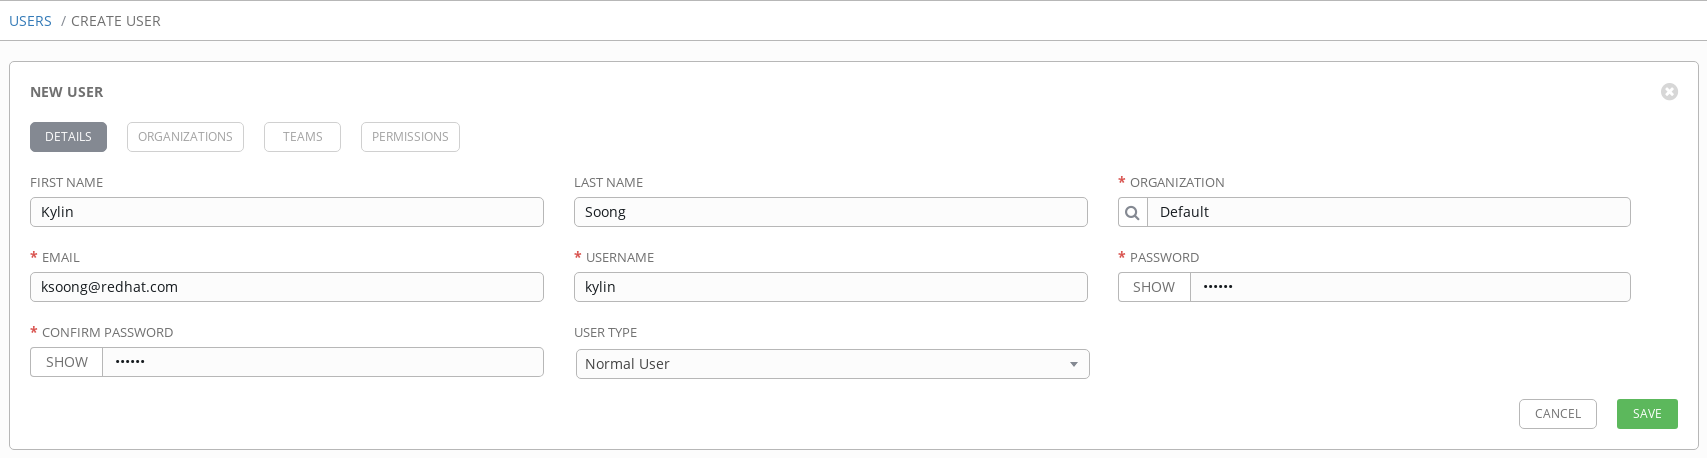 USERS / CREATE USER
NEW USER
DETAILS ORGANIZATIONS TEAMS PERMISSIONS
FIRST NAME LAST NAME * ORGANIZATION
Kylin Soong Default
* EMAIL * USERNAME * PASSWORD
ksoong@redhat.com kylin SHOW ••••••
* CONFIRM PASSWORD USER TYPE
SHOW •••••• Normal User
CANCEL SAVE